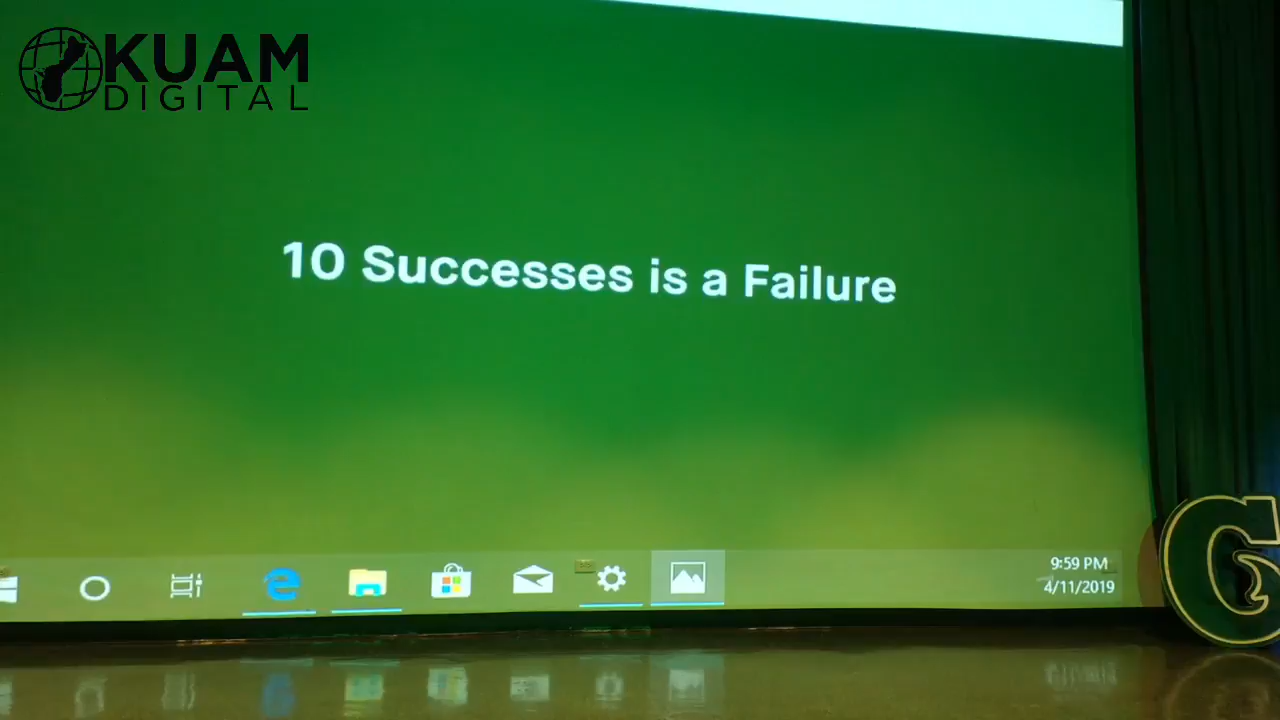 KUAM
DIGITAL
10 Successes is a Failure
9:59 PM
4/11/2019
G